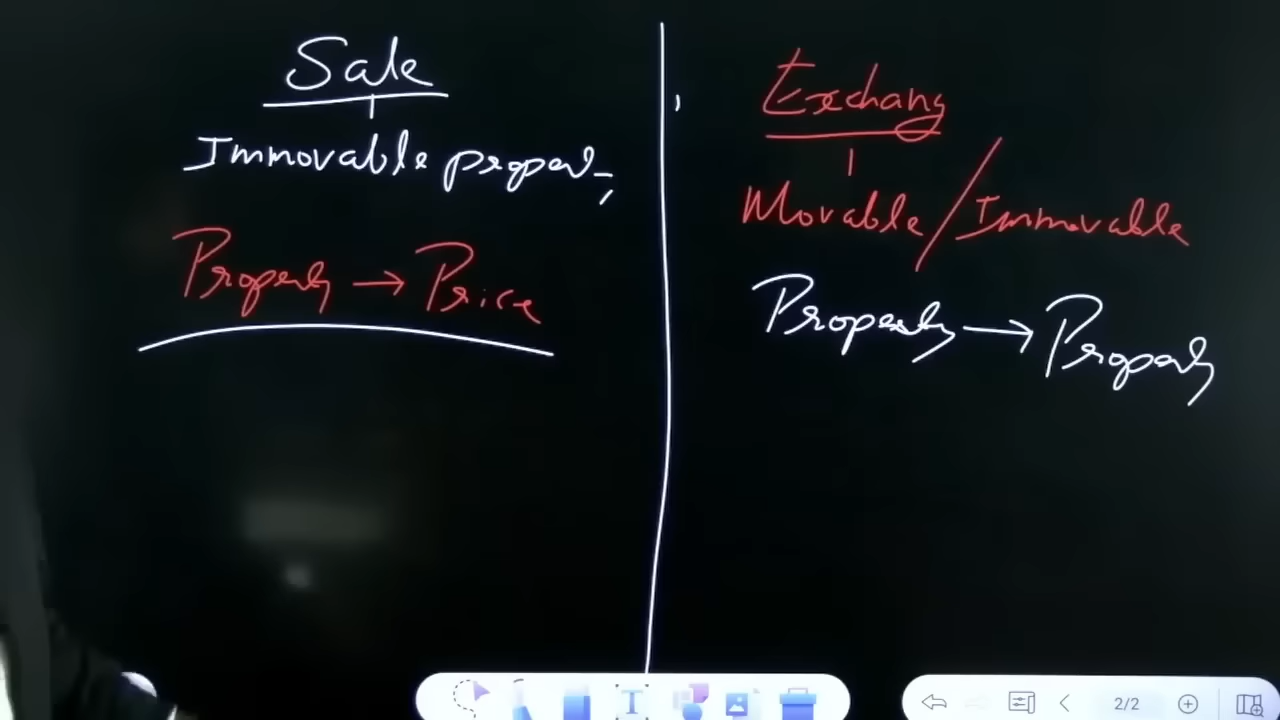 Sale
Immovable propert
Property → Price
Exchang
Movable / Immovable
Property → Property
2/2